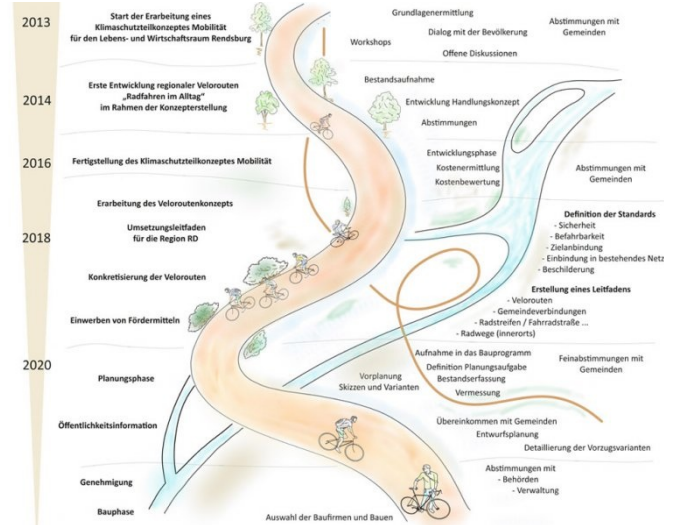 2013
Start der Erarbeitung eines
Klimaschutzteilkonzeptes Mobilität
für den Lebens- und Wirtschaftsraum Rendsburg
Grundlagenermittlung
Dialog mit der Bevölkerung
Workshops
Offene Diskussionen
Abstimmungen mit
Gemeinden
2014
Erste Entwicklung regionaler Velorouten
„Radfahren im Alltag"
im Rahmen der Konzepterstellung
Bestandsaufnahme
Entwicklung Handlungskonzept
Abstimmungen
2016
Fertigstellung des Klimaschutzteilkonzeptes Mobilität
Entwicklungsphase
Kostenermittlung
Kostenbewertung
Abstimmungen mit
Gemeinden
Erarbeitung des Veloroutenkonzepts
2018
Umsetzungsleitfaden
für die Region RD
Konkretisierung der Velorouten
Einwerben von Fördermitteln
Definition der Standards
- Sicherheit
- Befahrbarkeit
- Zielanbindung
- Einbindung in bestehendes Netz
- Beschilderung
Erstellung eines Leitfadens
- Velorouten
- Gemeindeverbindungen
- Radstreifen / Fahrradstraße ...
- Radwege (innerorts)
2020
Planungsphase
Vorplanung
Skizzen und Varianten
Aufnahme in das Bauprogramm
Definition Planungsaufgabe
Bestandserfassung
Vermessung
Feinabstimmungen mit
Gemeinden
Öffentlichkeitsinformation
Übereinkommen mit Gemeinden
Entwurfsplanung
Detaillierung der Vorzugsvarianten
Genehmigung
Abstimmungen mit
- Behörden
- Verwaltung
Bauphase
Auswahl der Baufirmen und Bauen